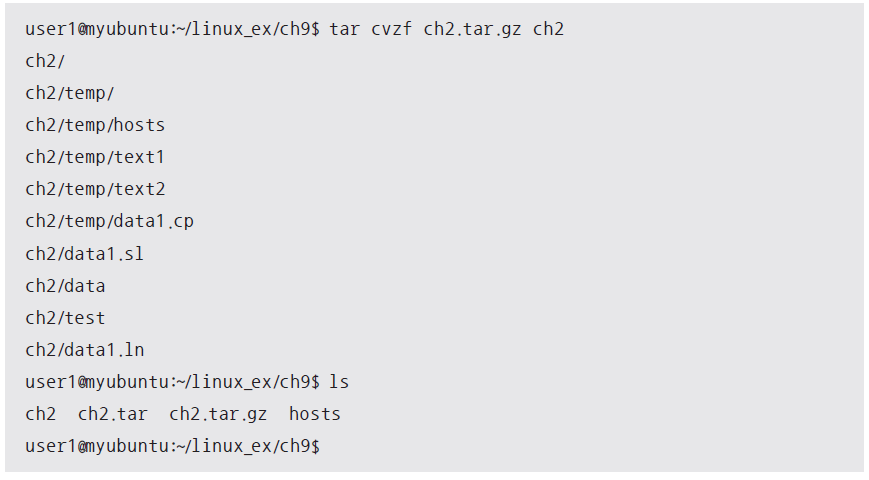 user1@myubuntu:~/linux_ex/ch9$ tar cvzf ch2.tar.gz ch2
ch2/
ch2/temp/
ch2/temp/hosts
ch2/temp/text1
ch2/temp/text2
ch2/temp/data1.cp
ch2/data1.sl
ch2/data
ch2/test
ch2/data1.ln
user1@myubuntu:~/linux_ex/ch9$ ls
ch2  ch2.tar  ch2.tar.gz  hosts
user1@myubuntu:~/linux_ex/ch9$